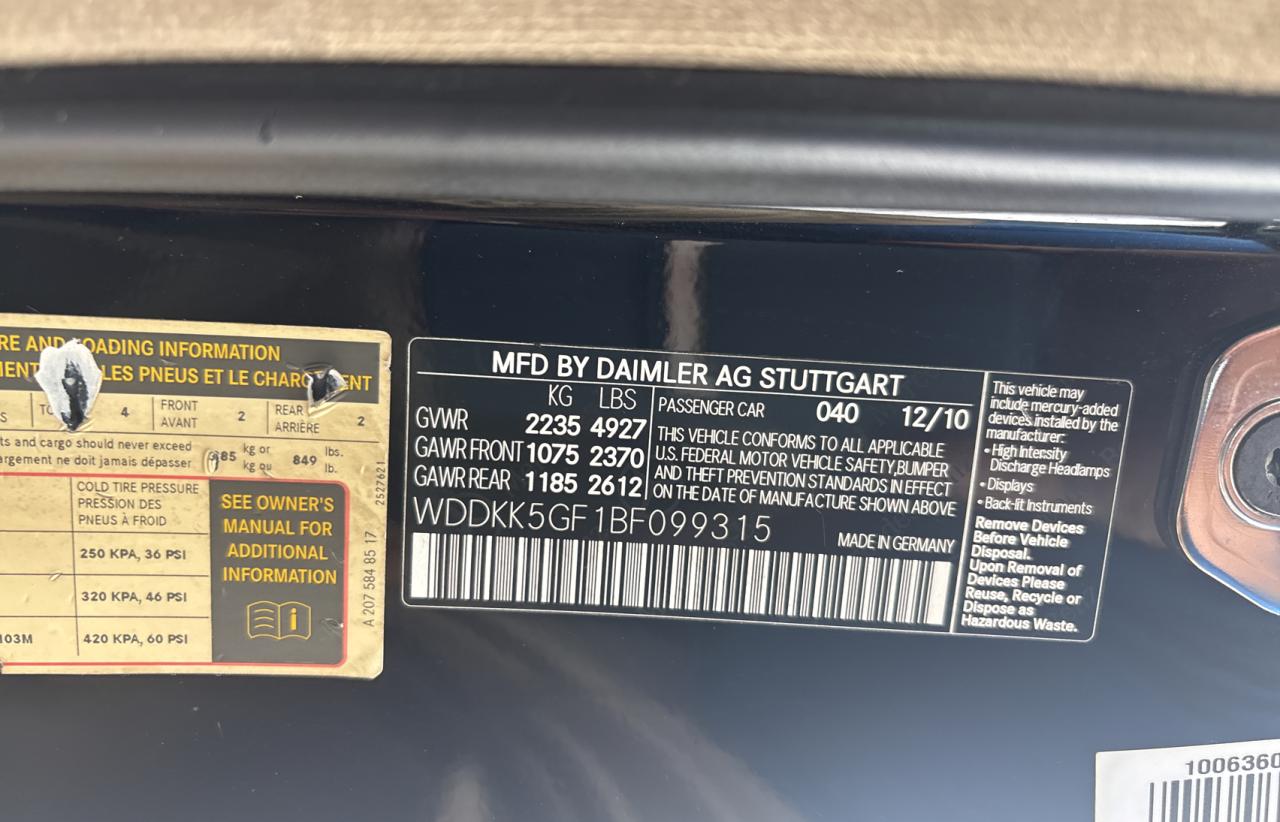 RE AND LOADING INFORMATION
LES PNEUS ET LE CHARGEMENT
4
FRONT
AVANT
2
REAR
ARRIÈRE
2
ts and cargo should never exceed
argement ne doit jamais dépasser
385
kg or
kg ou
849
lbs.
lb.
COLD TIRE PRESSURE
PRESSION DES
PNEUS À FROID
250 KPA, 36 PSI
320 KPA, 46 PSI
103M
420 KPA, 60 PSI
SEE OWNER'S
MANUAL FOR
ADDITIONAL
INFORMATION
2527621
A 207 584 85 17
MFD BY DAIMLER AG STUTTGART
KG LBS
GVWR 2235 4927
GAWR FRONT 1075 2370
GAWR REAR 1185 2612
PASSENGER CAR 040 12/10
THIS VEHICLE CONFORMS TO ALL APPLICABLE
U.S. FEDERAL MOTOR VEHICLE SAFETY,BUMPER
AND THEFT PREVENTION STANDARDS IN EFFECT
ON THE DATE OF MANUFACTURE SHOWN ABOVE
WDDKK5GF1BF099315
MADE IN GERMANY
This vehicle may
include mercury-added
devices installed by the
manufacturer:
• High Intensity
Discharge Headlamps
• Displays
• Back-lit Instruments
Remove Devices
Before Vehicle
Disposal.
Upon Removal of
Devices Please
Reuse, Recycle or
Dispose as
Hazardous Waste.
1006360